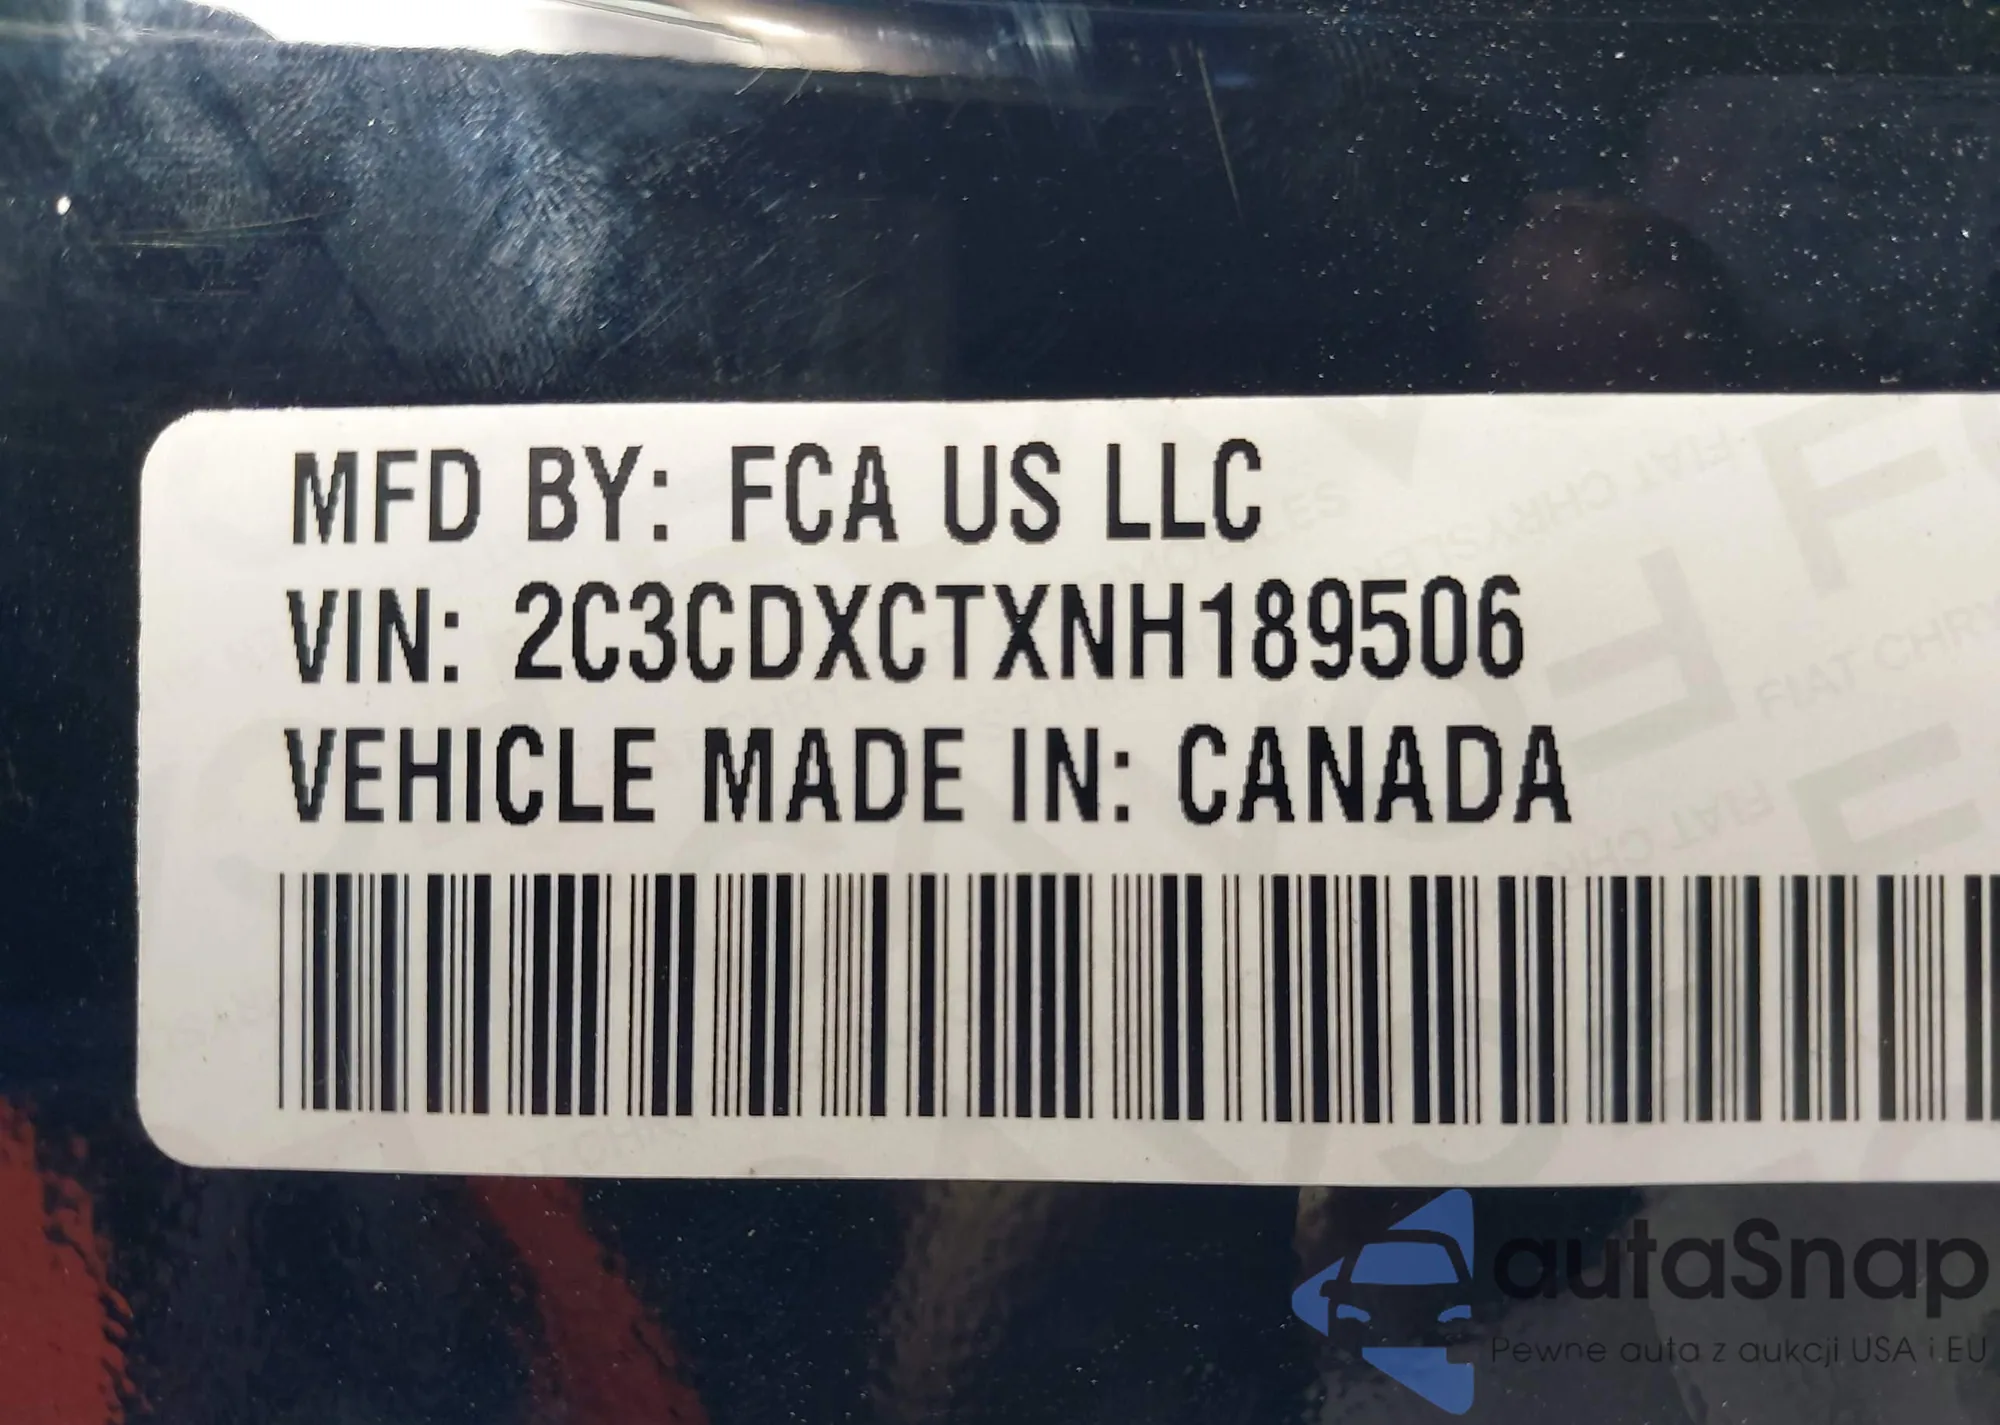 MFD BY: FCA US LLC
VIN: 2C3CDXCTXNH189506
VEHICLE MADE IN: CANADA
autaSnap
Pewne auta z aukcji USA i EU